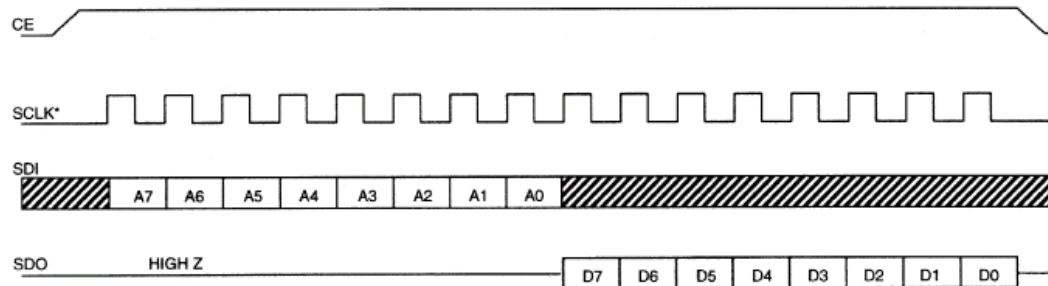 CE
SCLK*
SDI
A7 A6 A5 A4 A3 A2 A1 A0
SDO HIGH Z D7 D6 D5 D4 D3 D2 D1 D0